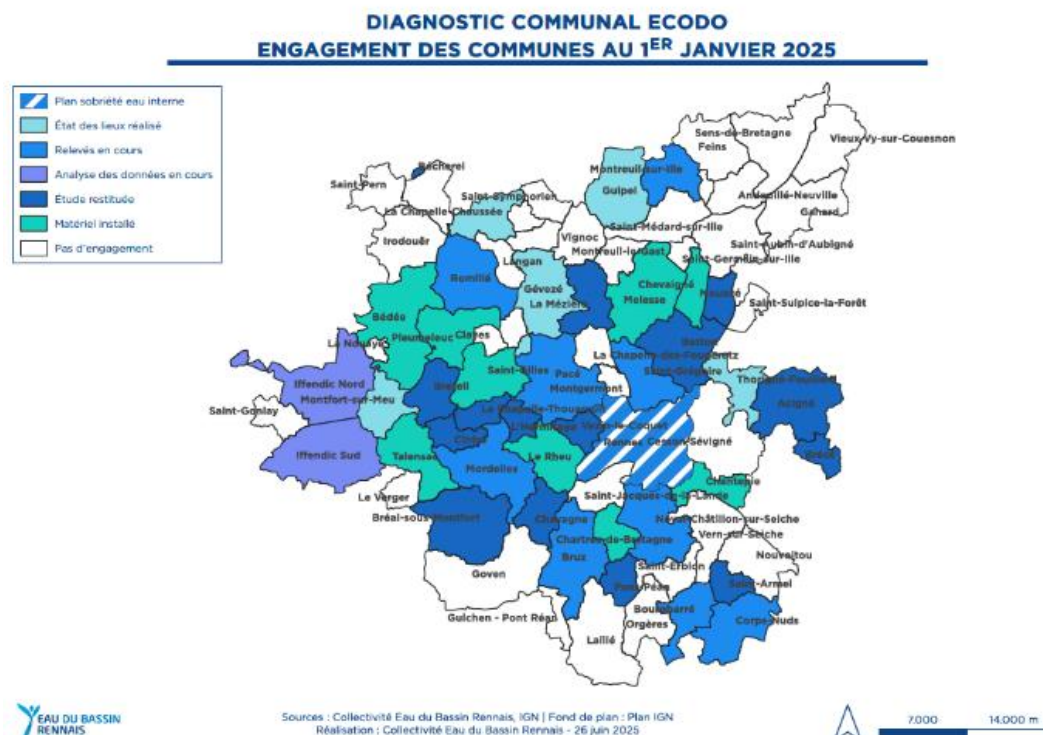 DIAGNOSTIC COMMUNAL ECODO
ENGAGEMENT DES COMMUNES AU 1ER JANVIER 2025
Plan sobriété eau interne
État des lieux réalisé
Relevés en cours
Analyse des données en cours
Étude restituée
Matériel installé
Pas d'engagement
Sens-de-Bretagne
Feins
Vieux-Vy-sur-Couesnon
Bécherel
Montreuil-sur-Ille
Saint-Pern
Guipel
Andouillé-Neuville
Saint-Symphorien
Gahard
La Chapelle-Chaussée
Saint-Médard-sur-Ille
Irodouër
Vignoc
Saint-Aubin-d'Aubigné
Montreuil-le-Gast
Saint-Germain-sur-Ille
Langan
Romillé
Gévezé
Chevaigné
Melesse
La Mézière
Mouazé
Saint-Sulpice-la-Forêt
Bédée
Pleumeleuc
Clayes
La Nouaye
Betton
La Chapelle-des-Fougeretz
Saint-Gilles
Pacé
Saint-Grégoire
Thorigné-Fouillard
Iffendic Nord
Breteil
Montgermont
Montfort-sur-Meu
Acigné
Saint-Gonlay
La Chapelle-Thouarault
L'Hermitage
Vezin-le-Coquet
Cintré
Rennes
Cesson-Sévigné
Iffendic Sud
Talensac
Le Rheu
Brécé
Mordelles
Chantepie
Le Verger
Saint-Jacques-de-la-Lande
Bréal-sous-Montfort
Chavagne
Noyal-Châtillon-sur-Seiche
Chartres-de-Bretagne
Vern-sur-Seiche
Bruz
Nouvoitou
Goven
Saint-Erblon
Pont-Péan
Saint-Armel
Bourgbarré
Guichen - Pont Réan
Orgères
Corps-Nuds
Laillé
EAU DU BASSIN
RENNAIS
Sources : Collectivité Eau du Bassin Rennais, IGN | Fond de plan : Plan IGN
Réalisation : Collectivité Eau du Bassin Rennais - 26 juin 2025
7.000
14.000 m